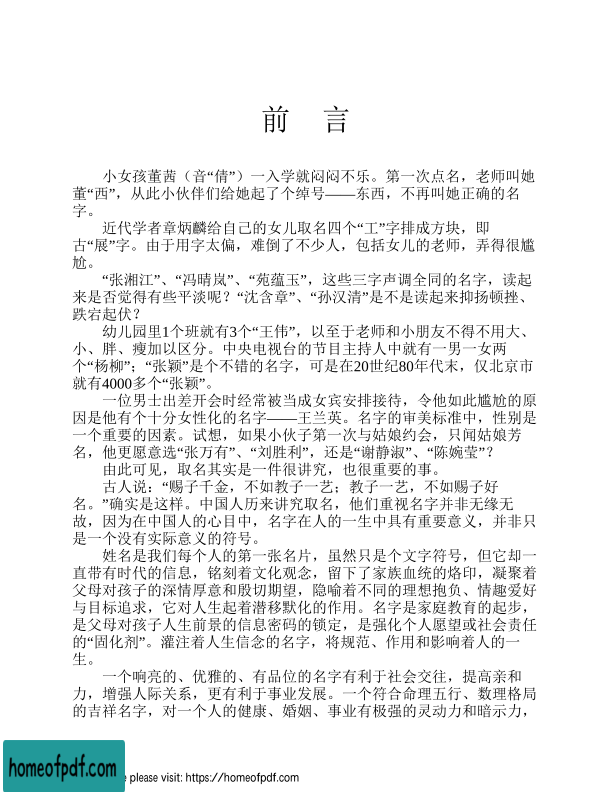 前 言
小女孩董茜（音“倩”）一入学就闷闷不乐。第一次点名，老师叫她
董“西”，从此小伙伴们给她起了个绰号——东西，不再叫她正确的名
字。
近代学者章炳麟给自己的女儿取名四个“工”字排成方块，即
古“展”字。由于用字太偏，难倒了不少人，包括女儿的老师，弄得很尴
尬。
“张湘江”、“冯晴岚”、“苑蕴玉”，这些三字声调全同的名字，读起
来是否觉得有些平淡呢？“沈含章”、“孙汉清”是不是读起来抑扬顿挫、
跌宕起伏？
幼儿园里1个班就有3个“王伟”，以至于老师和小朋友不得不用大、
小、胖、瘦加以区分。中央电视台的节目主持人中就有一男一女两
个“杨柳”；“张颖”是个不错的名字，可是在20世纪80年代末，仅北京市
就有4000多个“张颖”。
一位男士出差开会时经常被当成女宾安排接待，令他如此尴尬的原
因是他有个十分女性化的名字——王兰英。名字的审美标准中，性别是
一个重要的因素。试想，如果小伙子第一次与姑娘约会，只闻姑娘芳
名，他更愿意选“张万有”、“刘胜利”，还是“谢静淑”、“陈婉莹”？
由此可见，取名其实是一件很讲究，也很重要的事。
古人说：“赐子千金，不如教子一艺；教子一艺，不如赐子好
名。”确实是这样。中国人历来讲究取名，他们重视名字并非无缘无
故，因为在中国人的心目中，名字在人的一生中具有重要意义，并非只
是一个没有实际意义的符号。
姓名是我们每个人的第一张名片，虽然只是个文字符号，但它却一
直带有时代的信息，铭刻着文化观念，留下了家族血统的烙印，凝聚着
父母对孩子的深情厚意和殷切期望，隐喻着不同的理想抱负、情趣爱好
与目标追求，它对人生起着潜移默化的作用。名字是家庭教育的起步，
是父母对孩子人生前景的信息密码的锁定，是强化个人愿望或社会责任
的“固化剂”。灌注着人生信念的名字，将规范、作用和影响着人的一
生。
一个响亮的、优雅的、有品位的名字有利于社会交往，提高亲和
力，增强人际关系，更有利于事业发展。一个符合命理五行、数理格局
的吉祥名字，对一个人的健康、婚姻、事业有极强的灵动力和暗示力，
homeofpdf.com
please visit: https://homeofpdf.com